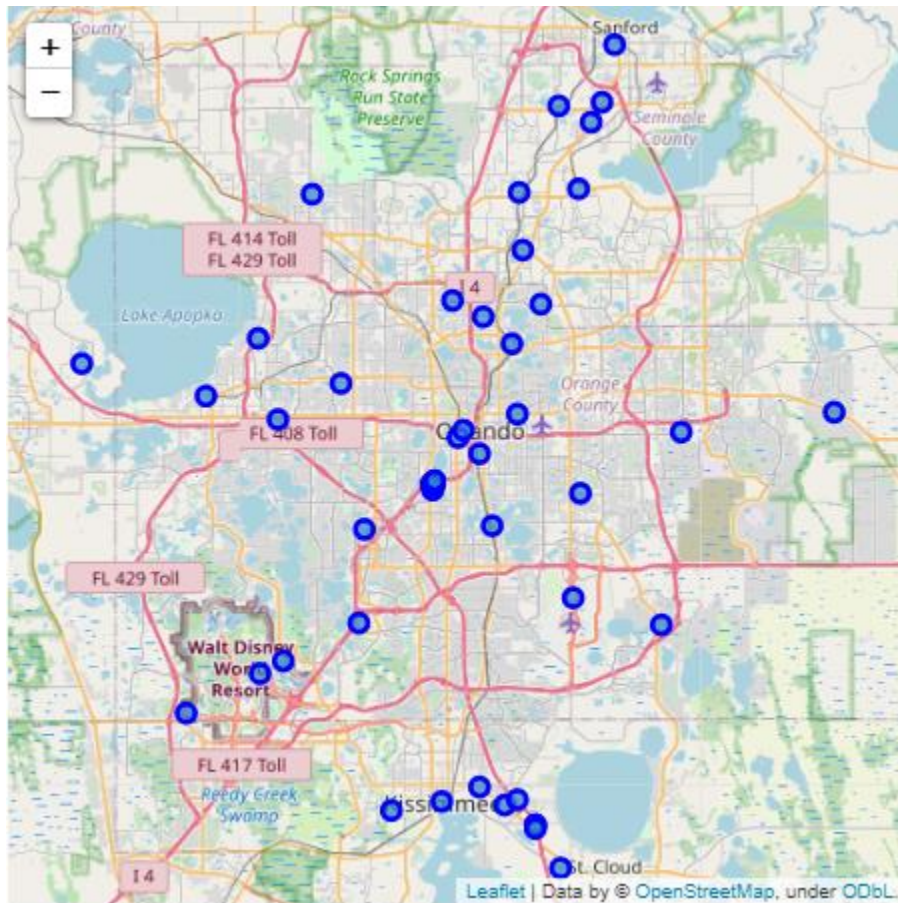 County
Sanford
+
−
Rock Springs
Run State
Preserve
Seminole
County
FL 414 Toll
FL 429 Toll
I 4
Lake Apopka
Orange
County
Orlando
FL 408 Toll
FL 429 Toll
Walt Disney
World
Resort
FL 417 Toll
Reedy Creek
Swamp
Kissimmee
I 4
St. Cloud
Leaflet | Data by © OpenStreetMap, under ODbL.